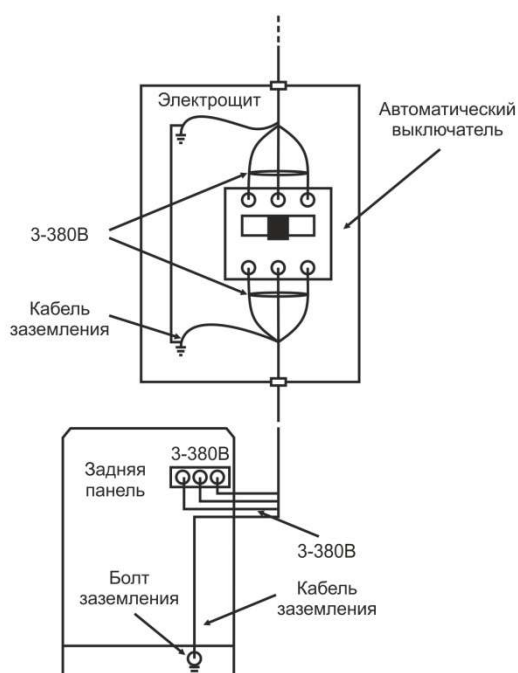 Электрощит
Автоматический
выключатель
3-380В
Кабель
заземления
3-380В
Задняя
панель
3-380В
Болт
заземления
Кабель
заземления